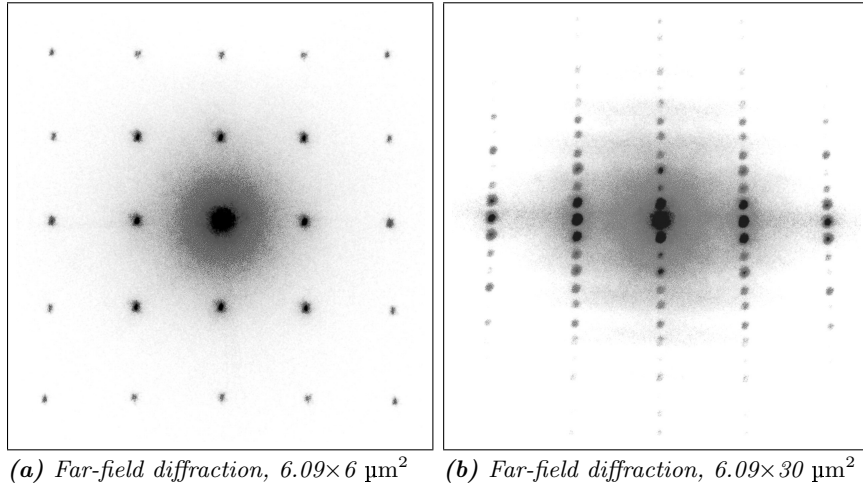 (a) Far-field diffraction, 6.09×6 µm²
(b) Far-field diffraction, 6.09×30 µm²